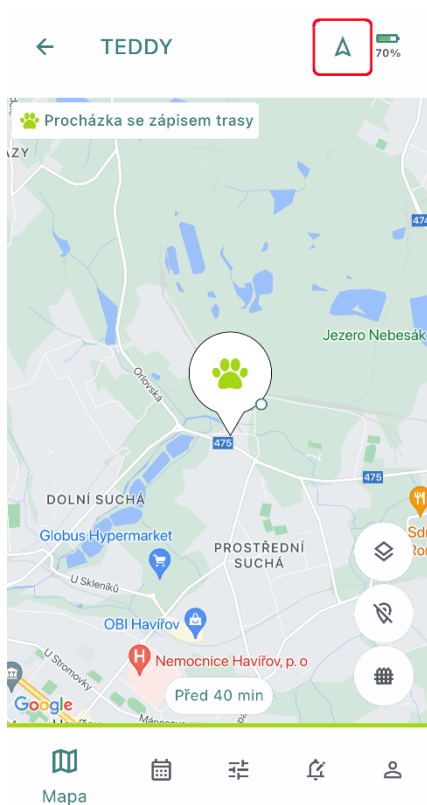 TEDDY
70%
Procházka se zápisem trasy
ZY
474
Jezero Nebesák
Orlovská
475
475
DOLNÍ SUCHÁ
Globus Hypermarket
PROSTŘEDNÍ
SUCHÁ
U Skleníků
OBI Havířov
U Stromovky
Nemocnice Havířov, p. o
Před 40 min
Google
Mapa